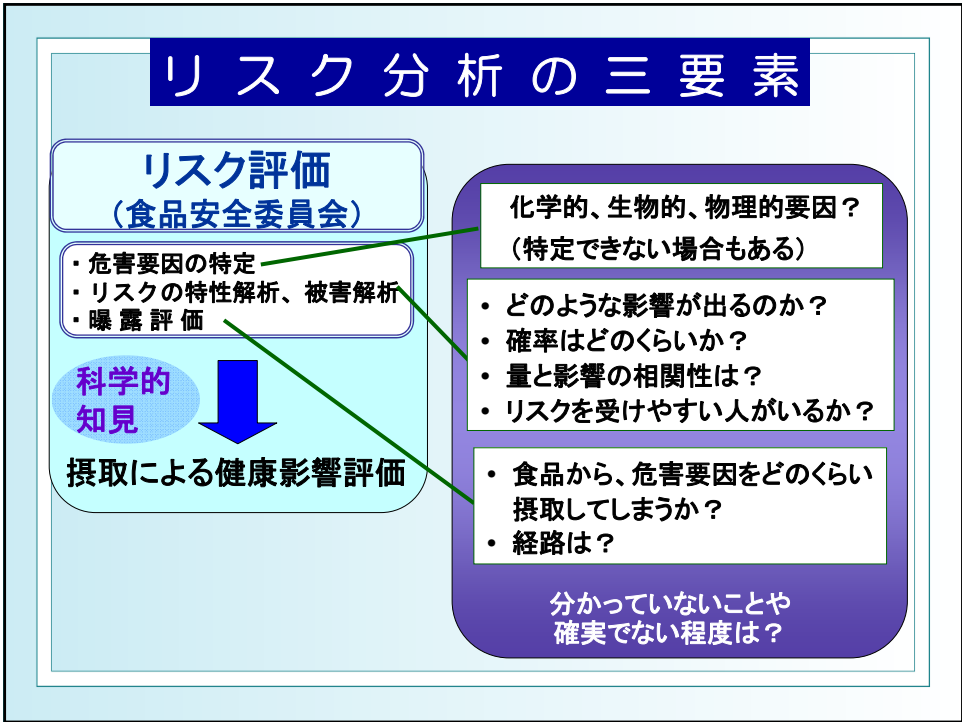 リスク分析の三要素
リスク評価
（食品安全委員会）
・危害要因の特定
・リスクの特性解析、被害解析
・曝露評価
科学的
知見
摂取による健康影響評価
化学的、生物的、物理的要因？
（特定できない場合もある）
• どのような影響が出るのか？
• 確率はどのくらいか？
• 量と影響の相関性は？
• リスクを受けやすい人がいるか？
• 食品から、危害要因をどのくらい
摂取してしまうか？
• 経路は？
分かっていないことや
確実でない程度は？